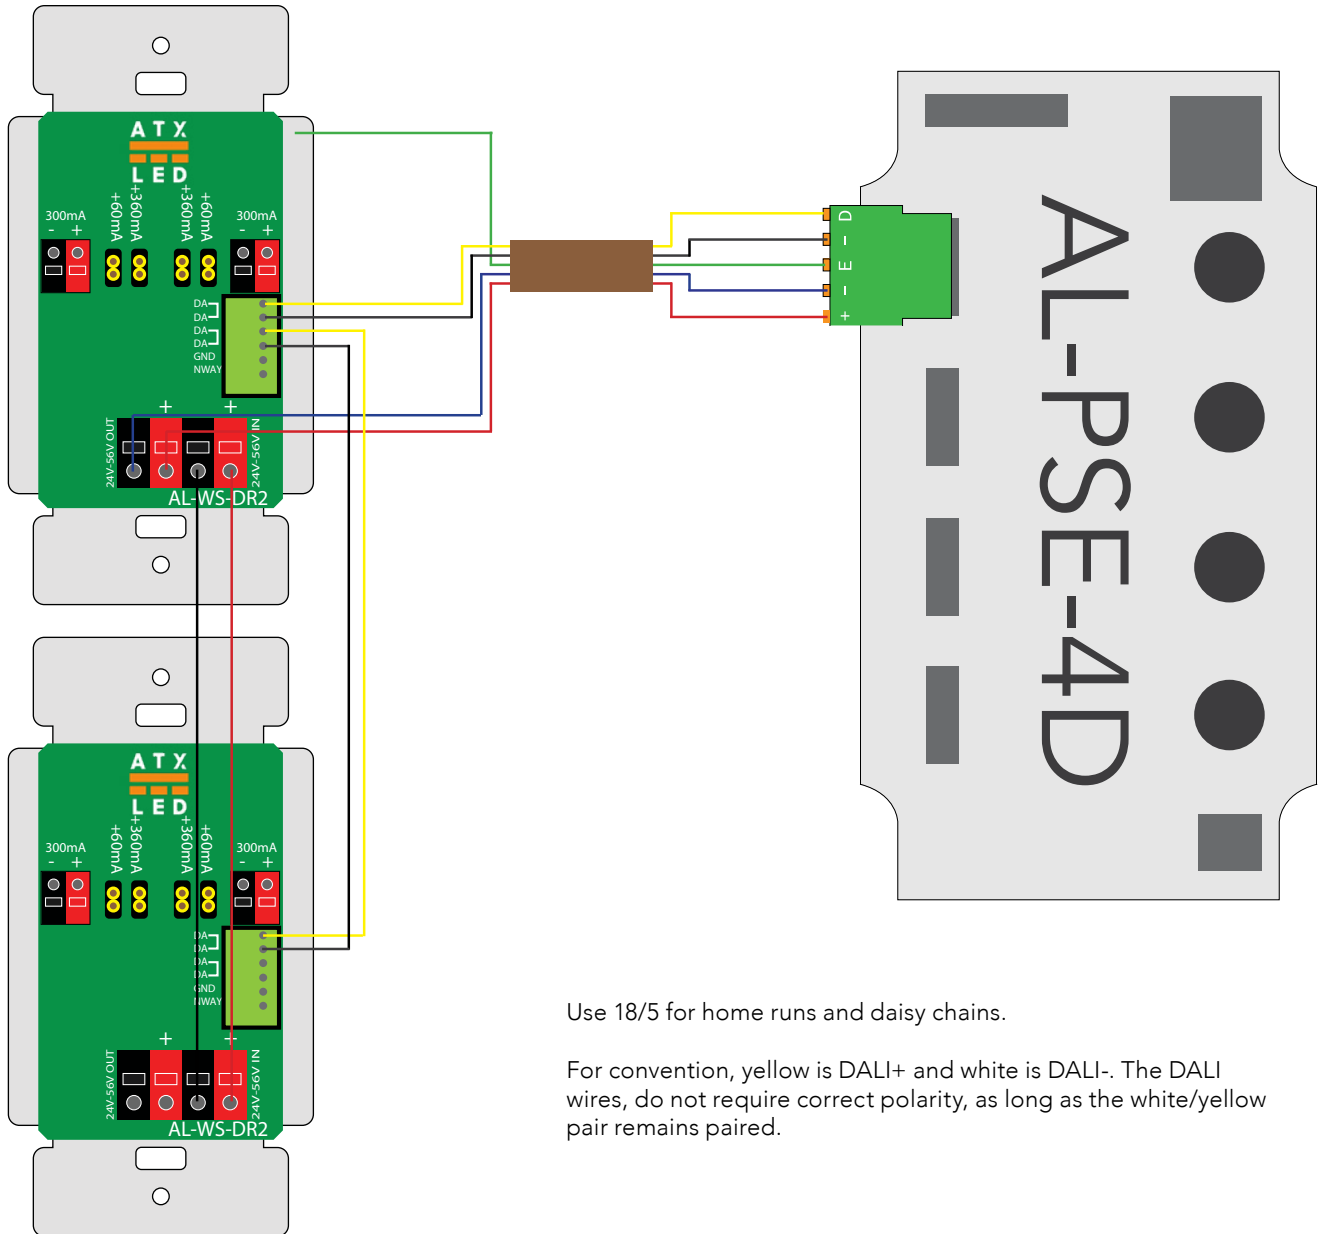 ATX
LED
+60mA
+360mA
+360mA
+60mA
300mA
- +
300mA
- +
DA
DA
DA
DA
GND
NWAY
+ +
24V-56V OUT
24V-56V IN
AL-WS-DR2
D
-
E
-
+
AL-PSE-4D
ATX
LED
+60mA
+360mA
+360mA
+60mA
300mA
- +
300mA
- +
DA
DA
DA
DA
GND
NWAY
+ +
24V-56V OUT
24V-56V IN
AL-WS-DR2
Use 18/5 for home runs and daisy chains.
For convention, yellow is DALI+ and white is DALI-. The DALI
wires, do not require correct polarity, as long as the white/yellow
pair remains paired.